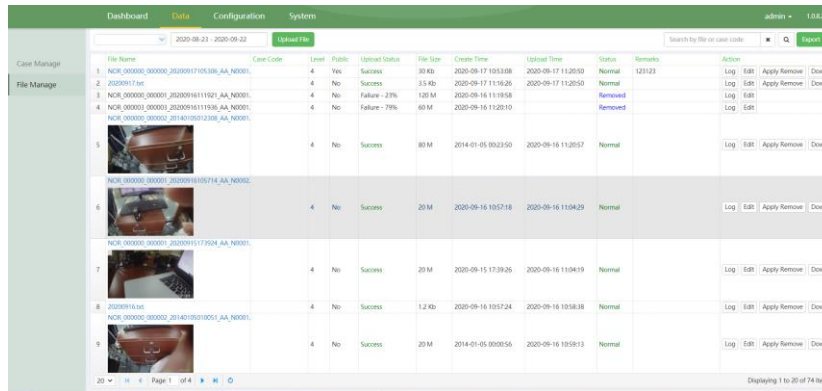 Dashboard Data Configuration System admin 1.0.8.
2020-08-23 - 2020-09-22 Upload File Search by file or case code Export
Case Manage
File Manage
File Name Case Code Level Public Upload Status File Size Create Time Upload Time Status Remarks Action
1 NOR_000000_000000_20200917105306_AA_N0001. 4 Yes Success 30 Kb 2020-09-17 10:53:08 2020-09-17 11:20:50 Normal 123123 Log Edit Apply Remove Dow
2 20200917.txt 4 No Success 3.5 Kb 2020-09-17 11:16:26 2020-09-17 11:20:50 Normal Log Edit Apply Remove Dow
3 NOR_000000_000001_20200916111921_AA_N0001. 4 No Failure - 23% 120 M 2020-09-16 11:19:58 Removed Log Edit
4 NOR_000003_000003_20200916111936_AA_N0001. 4 No Failure - 79% 60 M 2020-09-16 11:20:10 Removed Log Edit
NOR_000000_000002_20140105012308_AA_N0001.
5 4 No Success 80 M 2014-01-05 00:23:50 2020-09-16 11:20:57 Normal Log Edit Apply Remove Dow
NOR_000000_000001_20200916105714_AA_N0002.
6 4 No Success 20 M 2020-09-16 10:57:18 2020-09-16 11:04:29 Normal Log Edit Apply Remove Dow
NOR_000000_000001_20200915173924_AA_N0001.
7 4 No Success 20 M 2020-09-15 17:39:26 2020-09-16 11:04:19 Normal Log Edit Apply Remove Dow
8 20200916.txt 4 No Success 1.2 Kb 2020-09-16 10:57:24 2020-09-16 10:58:38 Normal Log Edit Apply Remove Dow
NOR_000000_000002_20140105010051_AA_N0001.
9 4 No Success 20 M 2014-01-05 00:00:56 2020-09-16 10:59:13 Normal Log Edit Apply Remove Dow
20 Page 1 of 4 Displaying 1 to 20 of 74 ite